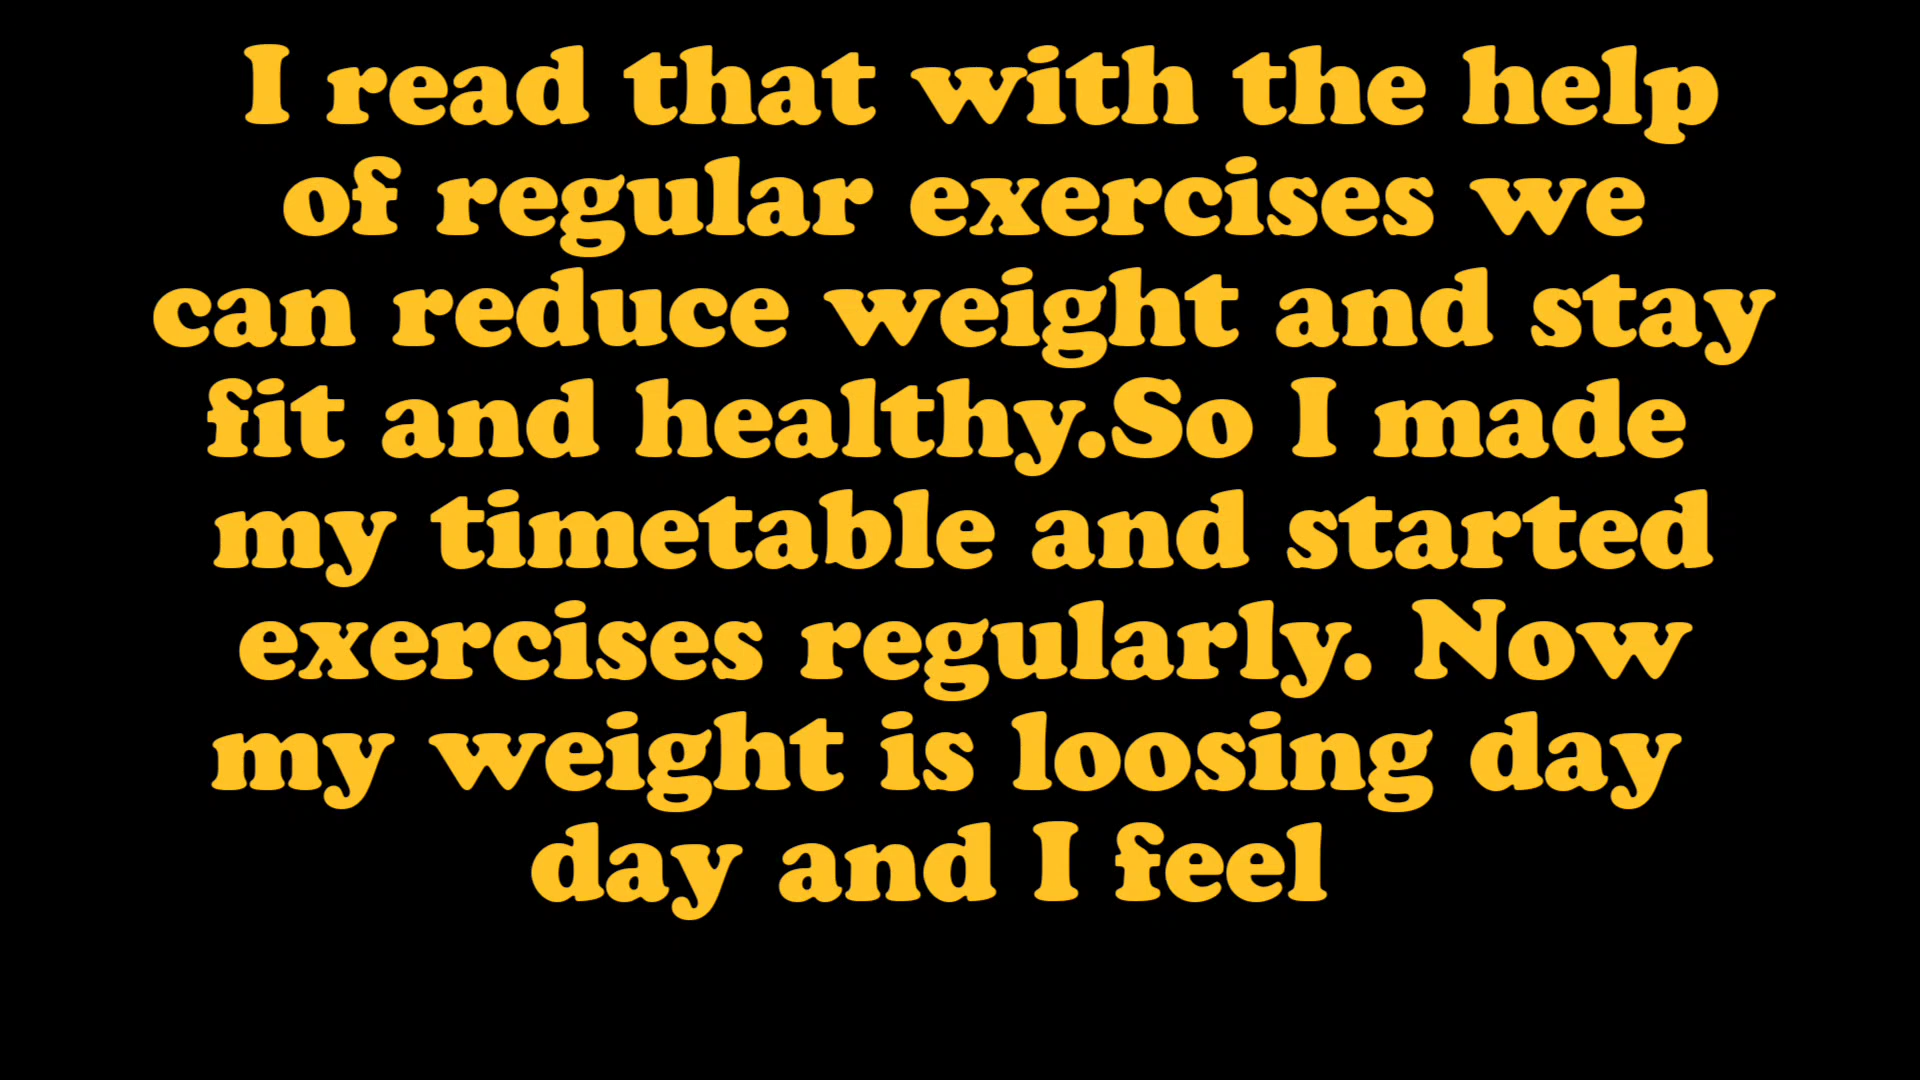 I read that with the help
of regular exercises we
can reduce weight and stay
fit and healthy.So I made
my timetable and started
exercises regularly. Now
my weight is loosing day
day and I feel